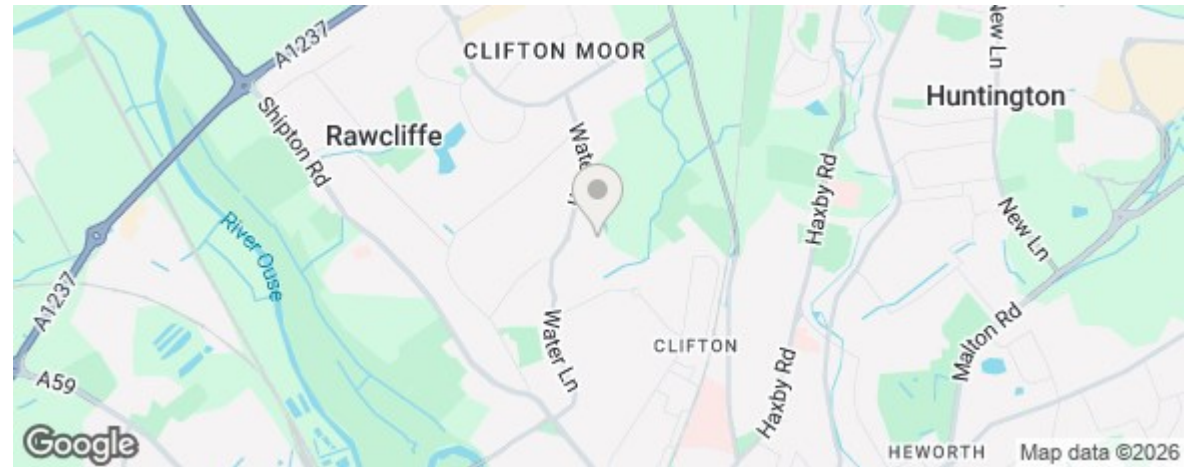 A1237
CLIFTON MOOR
New Ln
Huntington
Shipton Rd
Rawcliffe
Water
Haxby Rd
New Ln
River Ouse
A1237
Water Ln
CLIFTON
Malton Rd
A59
Haxby Rd
HEWORTH
Google
Map data ©2026